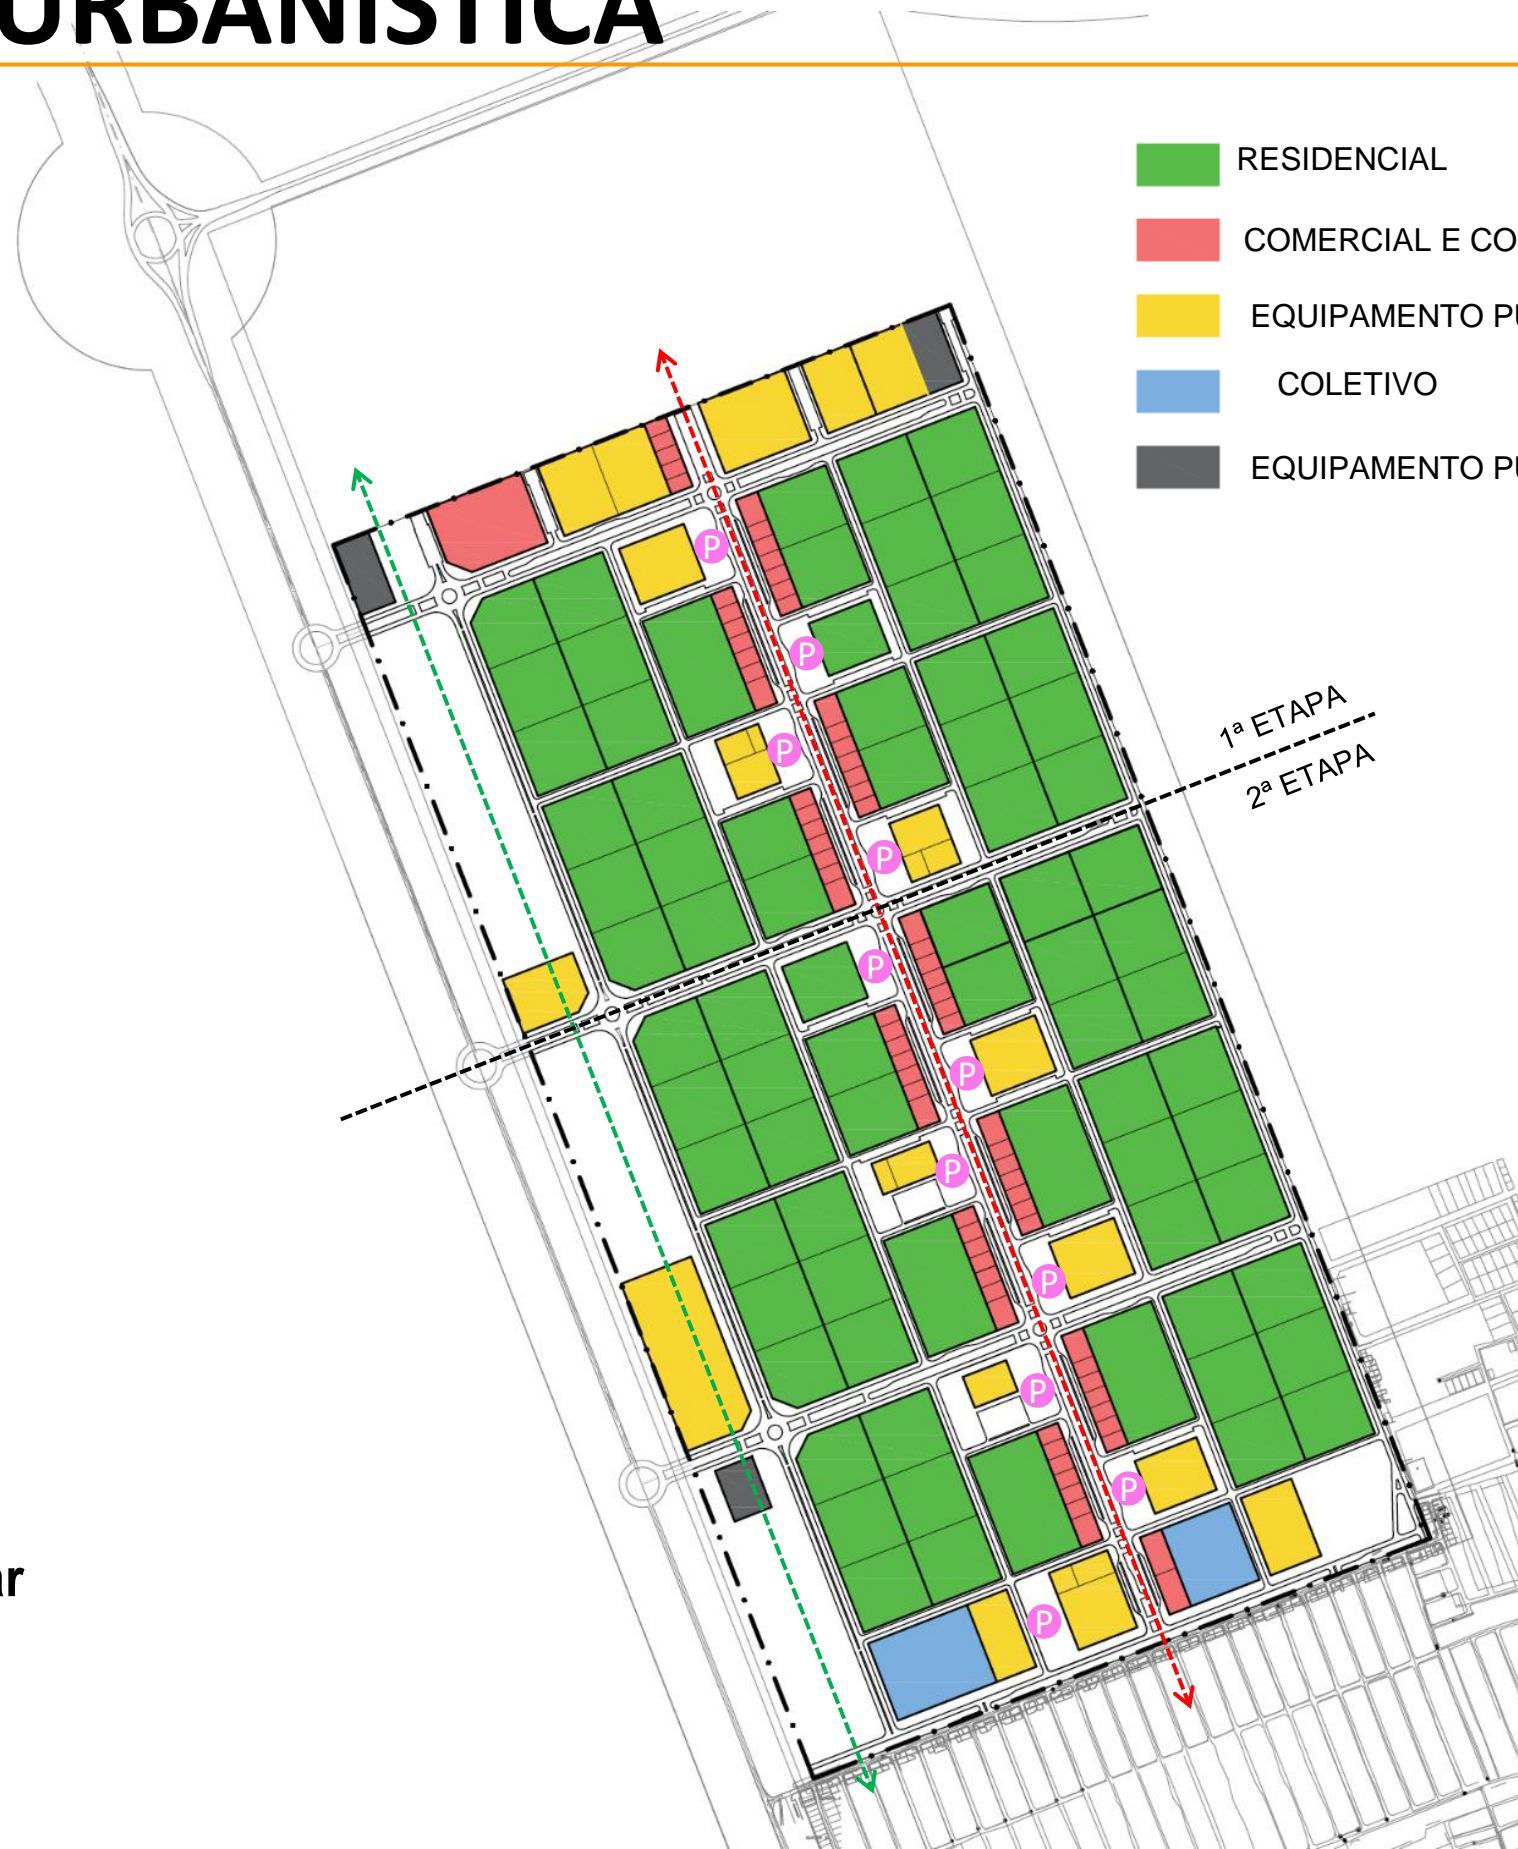 URBANÍSTICA
RESIDENCIAL
COMERCIAL E CO
EQUIPAMENTO PU
COLETIVO
EQUIPAMENTO PU
P
P
P
1ª ETAPA
2ª ETAPA
P
P
P
P
P
P
P
P
P
ar